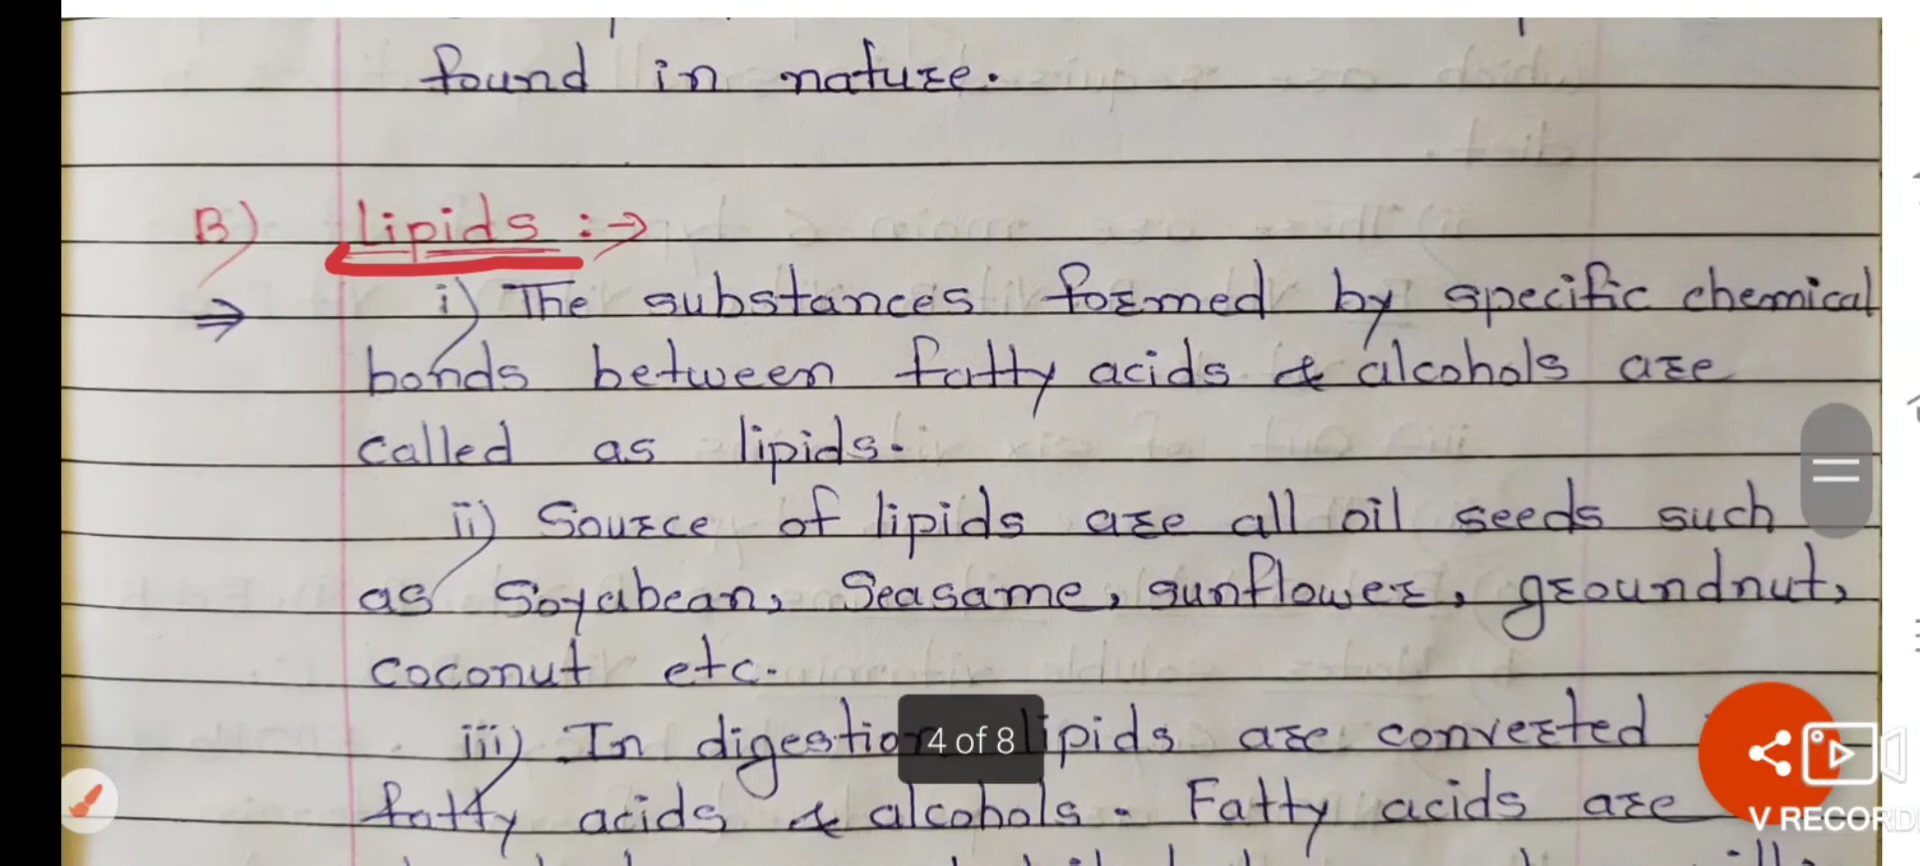 found in nature.
B) Lipids :→
⇒ i) The substances formed by specific chemical
bonds between fatty acids & alcohols are
called as lipids.
ii) Source of lipids are all oil seeds such
as Soyabean, Seasame, sunflower, groundnut,
coconut etc.
iii) In digestion lipids are converted
4 of 8
fatty acids & alcohols. Fatty acids are
V RECORD